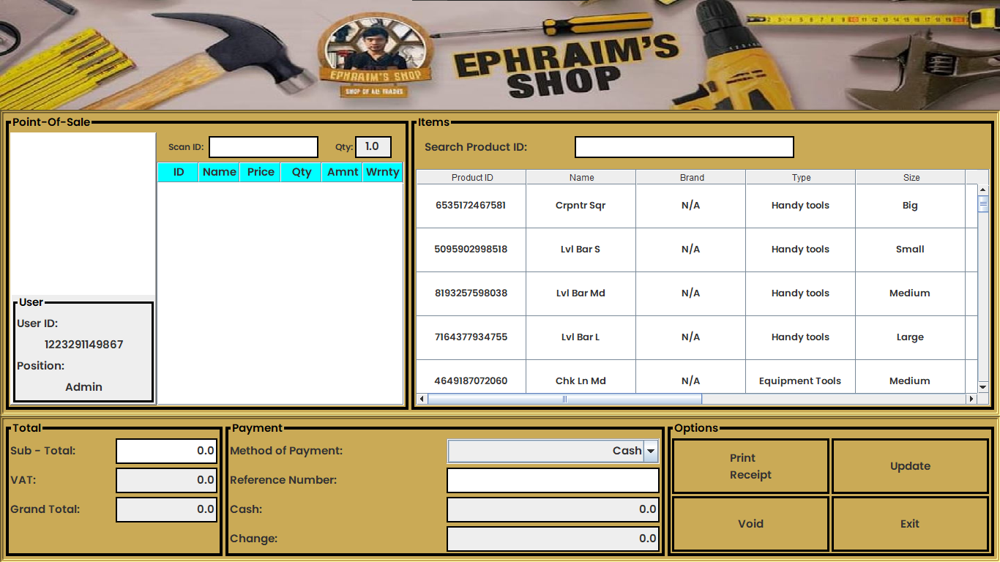 EPHRAIM'S SHOP
SHOP OF ALL TRADES
EPHRAIM'S
SHOP
Point-Of-Sale
Scan ID:
Qty: 1.0
ID Name Price Qty Amnt Wrnty
User
User ID:
1223291149867
Position:
Admin
Items
Search Product ID:
Product ID Name Brand Type Size
6535172467581 Crpntr Sqr N/A Handy tools Big
5095902998518 Lvl Bar S N/A Handy tools Small
8193257598038 Lvl Bar Md N/A Handy tools Medium
7164377934755 Lvl Bar L N/A Handy tools Large
4649187072060 Chk Ln Md N/A Equipment Tools Medium
Total
Sub - Total: 0.0
VAT: 0.0
Grand Total: 0.0
Payment
Method of Payment: Cash
Reference Number:
Cash: 0.0
Change: 0.0
Options
Print
Receipt
Update
Void
Exit